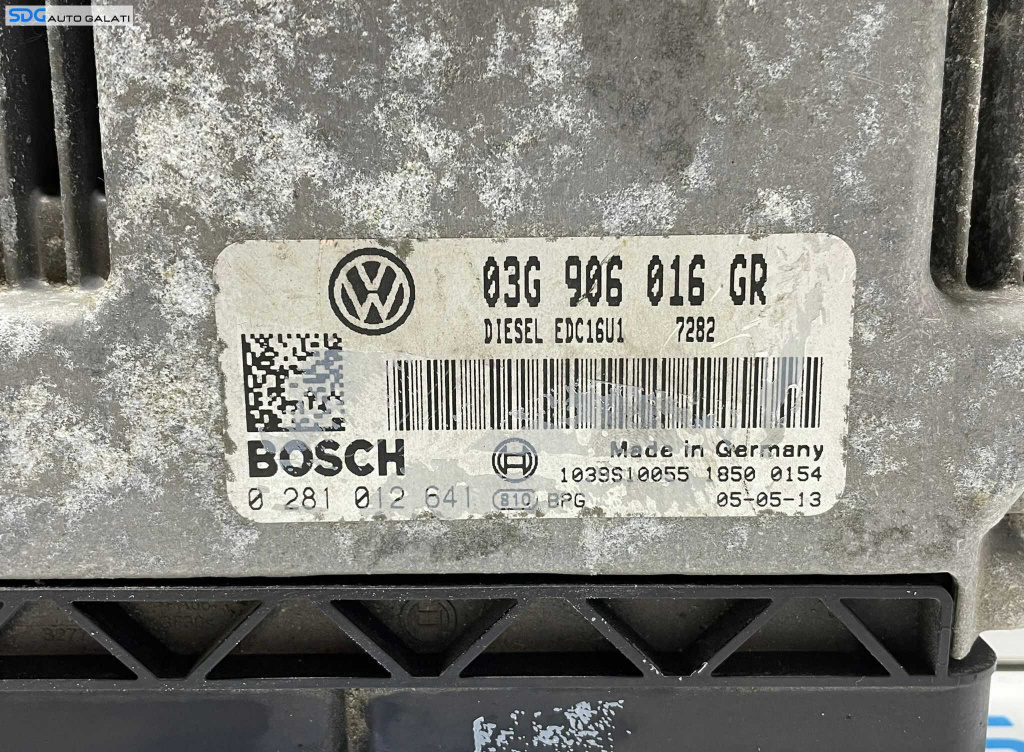 SDG AUTO GALATI
03G 906 016 GR
DIESEL EDC16U1 7282
BOSCH
Made in Germany
1039S10055 1850 0154
0 281 012 641 810 BPG 05-05-13